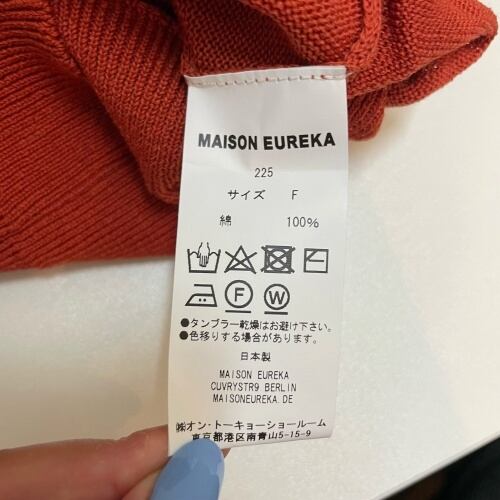 MAISON EUREKA
225
サイズ F
綿 100%
F W
●タンブラー乾燥はお避け下さい。
●色移りする場合があります。
日本製
MAISON EUREKA
CUVRYSTR9 BERLIN
MAISONEUREKA.DE
㈱オン・トーキョーショールーム
東京都港区南青山5-15-9